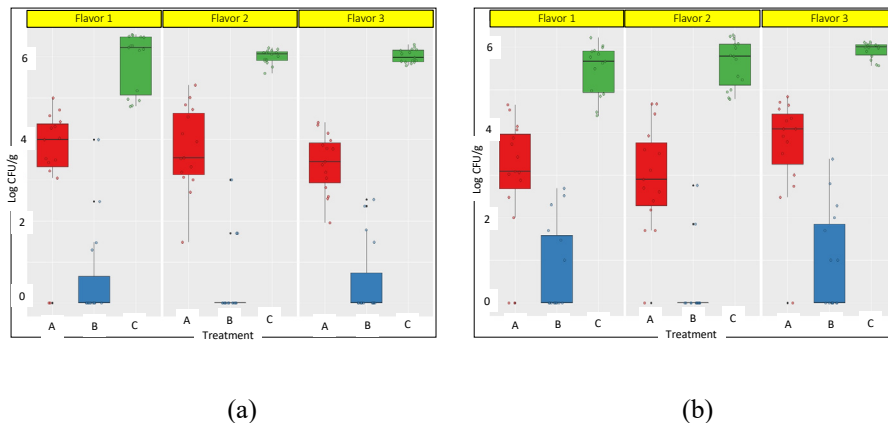 Flavor 1 Flavor 2 Flavor 3
6
4
2
0
Log CFU/g
A B C A B C A B C
Treatment
(a)
Flavor 1 Flavor 2 Flavor 3
6
4
2
0
Log CFU/g
A B C A B C A B C
Treatment
(b)